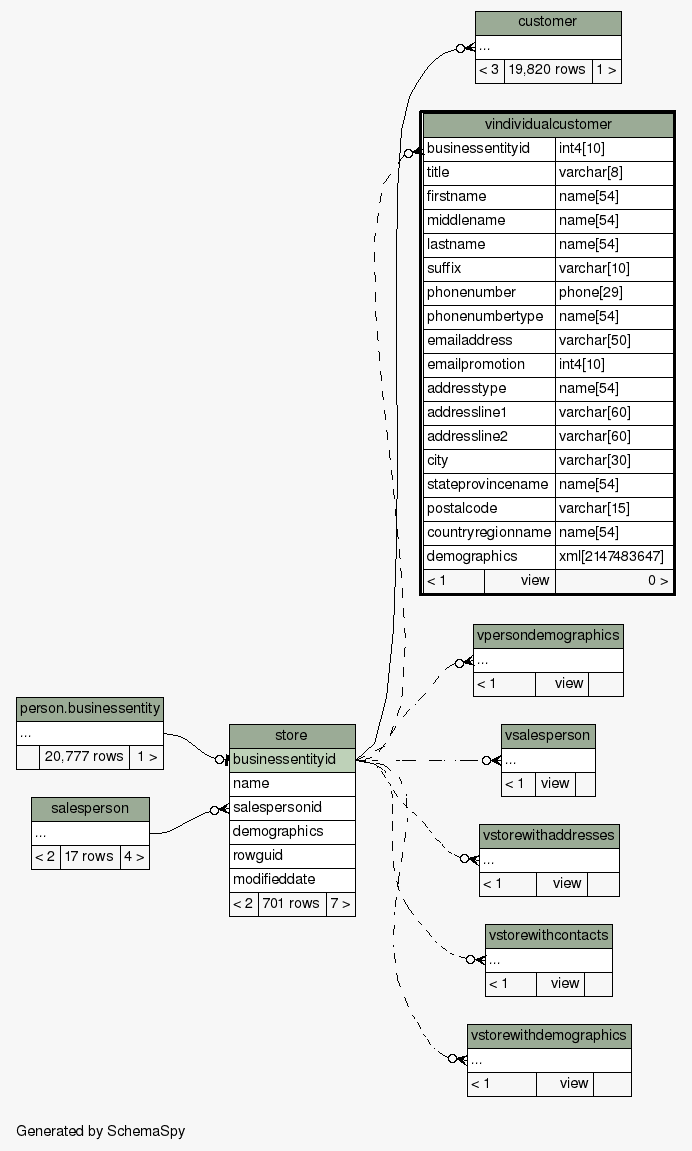 customer
...
< 3 19,820 rows 1 >
vindividualcustomer
businessentityid int4[10]
title varchar[8]
firstname name[54]
middlename name[54]
lastname name[54]
suffix varchar[10]
phonenumber phone[29]
phonenumbertype name[54]
emailaddress varchar[50]
emailpromotion int4[10]
addresstype name[54]
addressline1 varchar[60]
addressline2 varchar[60]
city varchar[30]
stateprovincename name[54]
postalcode varchar[15]
countryregionname name[54]
demographics xml[2147483647]
< 1 view 0 >
vpersondemographics
...
< 1 view
person.businessentity
...
20,777 rows 1 >
salesperson
...
< 2 17 rows 4 >
store
businessentityid
name
salespersonid
demographics
rowguid
modifieddate
< 2 701 rows 7 >
vsalesperson
...
< 1 view
vstorewithaddresses
...
< 1 view
vstorewithcontacts
...
< 1 view
vstorewithdemographics
...
< 1 view
Generated by SchemaSpy